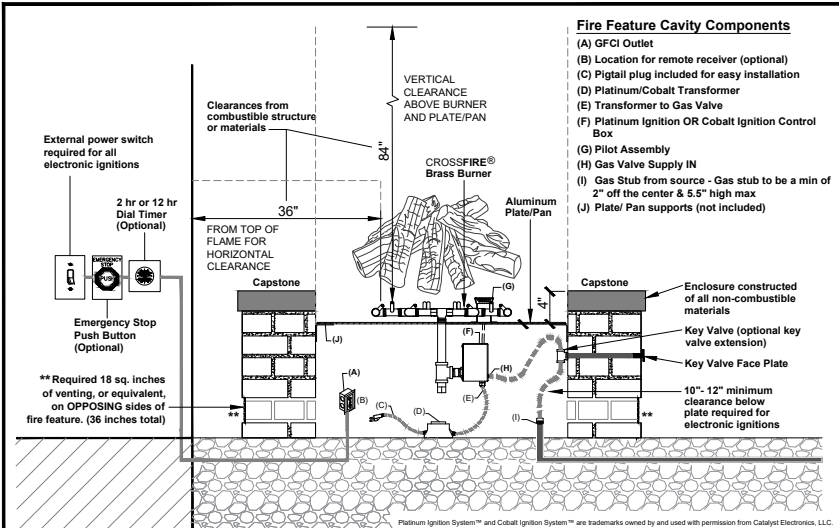 Fire Feature Cavity Components
(A) GFCI Outlet
(B) Location for remote receiver (optional)
(C) Pigtail plug included for easy installation
(D) Platinum/Cobalt Transformer
(E) Transformer to Gas Valve
(F) Platinum Ignition OR Cobalt Ignition Control
Box
(G) Pilot Assembly
(H) Gas Valve Supply IN
(I) Gas Stub from source - Gas stub to be a min of
2" off the center & 5.5" high max
(J) Plate/ Pan supports (not included)
VERTICAL
CLEARANCE
ABOVE BURNER
AND PLATE/PAN
84"
Clearances from
combustible structure
or materials
CROSSFIRE®
Brass Burner
External power switch
required for all
electronic ignitions
2 hr or 12 hr
Dial Timer
(Optional)
EMERGENCY
STOP
PUSH
Emergency Stop
Push Button
(Optional)
36"
FROM TOP OF
FLAME FOR
HORIZONTAL
CLEARANCE
Aluminum
Plate/Pan
Capstone
(G)
4"
Capstone
Enclosure constructed
of all non-combustible
materials
(J)
(F)
(H)
(E)
Key Valve (optional key
valve extension)
Key Valve Face Plate
** Required 18 sq. inches
of venting, or equivalent,
on OPPOSING sides of
fire feature. (36 inches total)
**
(A)
(B)
(C)
(D)
(I)
10"- 12" minimum
clearance below
plate required for
electronic ignitions
**
Platinum Ignition System™ and Cobalt Ignition System™ are trademarks owned by and used with permission from Catalyst Electronics, LLC.